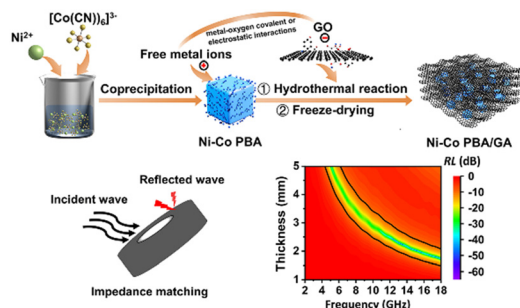 [Co(CN))₆]³⁻
Ni²⁺
metal-oxygen covalent or
electrostatic interactions
GO
Free metal ions
+
−
Coprecipitation
① Hydrothermal reaction
② Freeze-drying
Ni-Co PBA
Ni-Co PBA/GA
Reflected wave
Incident wave
Impedance matching
RL (dB)
Thickness (mm)
5
4
3
2
1
2 4 6 8 10 12 14 16 18
Frequency (GHz)
0
-10
-20
-30
-40
-50
-60